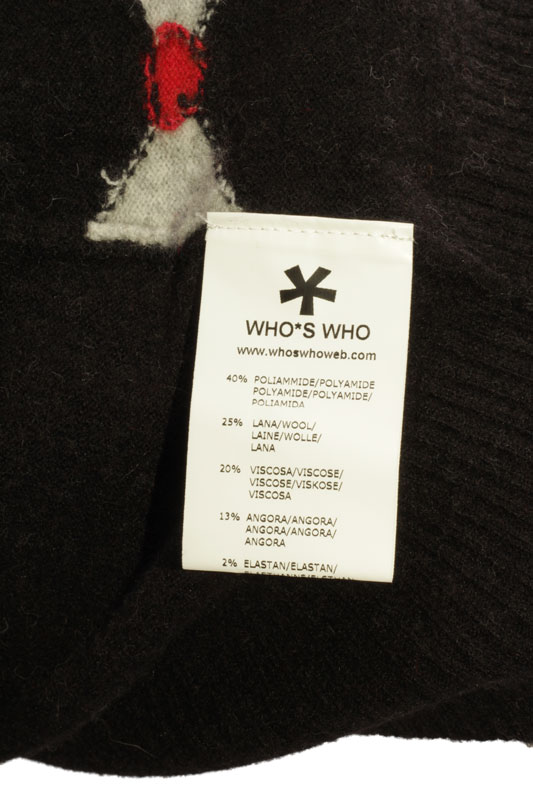 WHO*S WHO
www.whoswhoweb.com
40% POLIAMMIDE/POLYAMIDE
POLYAMIDE/POLYAMIDE/
POLIAMIDA
25% LANA/WOOL/
LAINE/WOLLE/
LANA
20% VISCOSA/VISCOSE/
VISCOSE/VISKOSE/
VISCOSA
13% ANGORA/ANGORA/
ANGORA/ANGORA/
ANGORA
2% ELASTAN/ELASTAN/